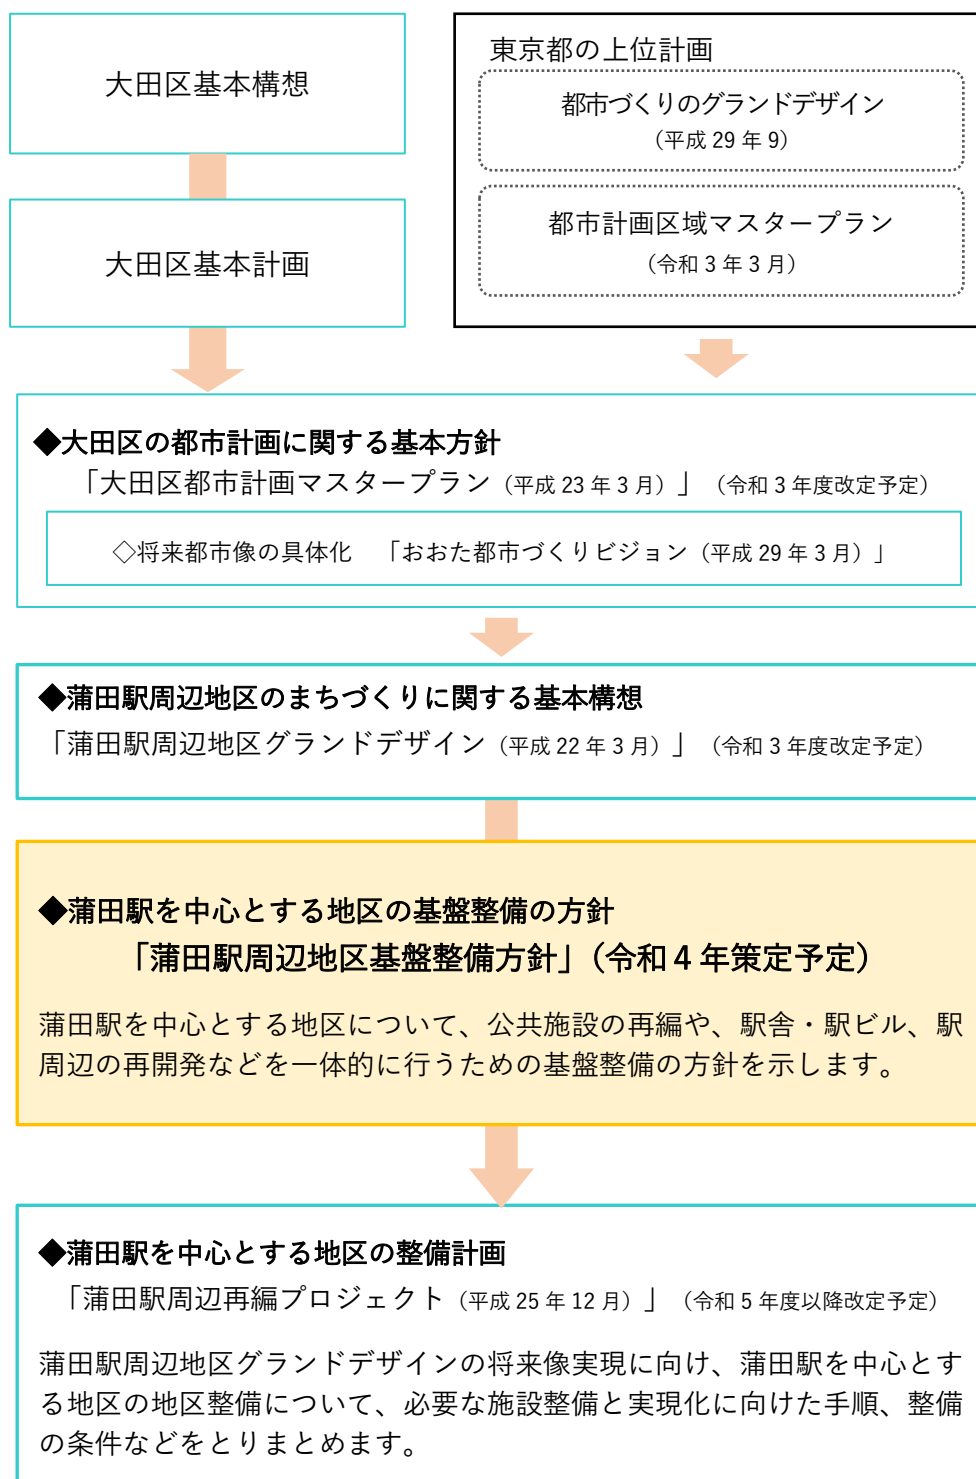 大田区基本構想
大田区基本計画
東京都の上位計画
都市づくりのグランドデザイン
（平成 29 年 9）
都市計画区域マスタープラン
（令和 3 年 3 月）
◆大田区の都市計画に関する基本方針
「大田区都市計画マスタープラン（平成 23 年 3 月）」（令和 3 年度改定予定）
◇将来都市像の具体化　「おおた都市づくりビジョン（平成 29 年 3 月）」
◆蒲田駅周辺地区のまちづくりに関する基本構想
「蒲田駅周辺地区グランドデザイン（平成 22 年 3 月）」（令和 3 年度改定予定）
◆蒲田駅を中心とする地区の基盤整備の方針
「蒲田駅周辺地区基盤整備方針」（令和 4 年策定予定）
蒲田駅を中心とする地区について、公共施設の再編や、駅舎・駅ビル、駅
周辺の再開発などを一体的に行うための基盤整備の方針を示します。
◆蒲田駅を中心とする地区の整備計画
「蒲田駅周辺再編プロジェクト（平成 25 年 12 月）」（令和 5 年度以降改定予定）
蒲田駅周辺地区グランドデザインの将来像実現に向け、蒲田駅を中心とす
る地区の地区整備について、必要な施設整備と実現化に向けた手順、整備
の条件などをとりまとめます。